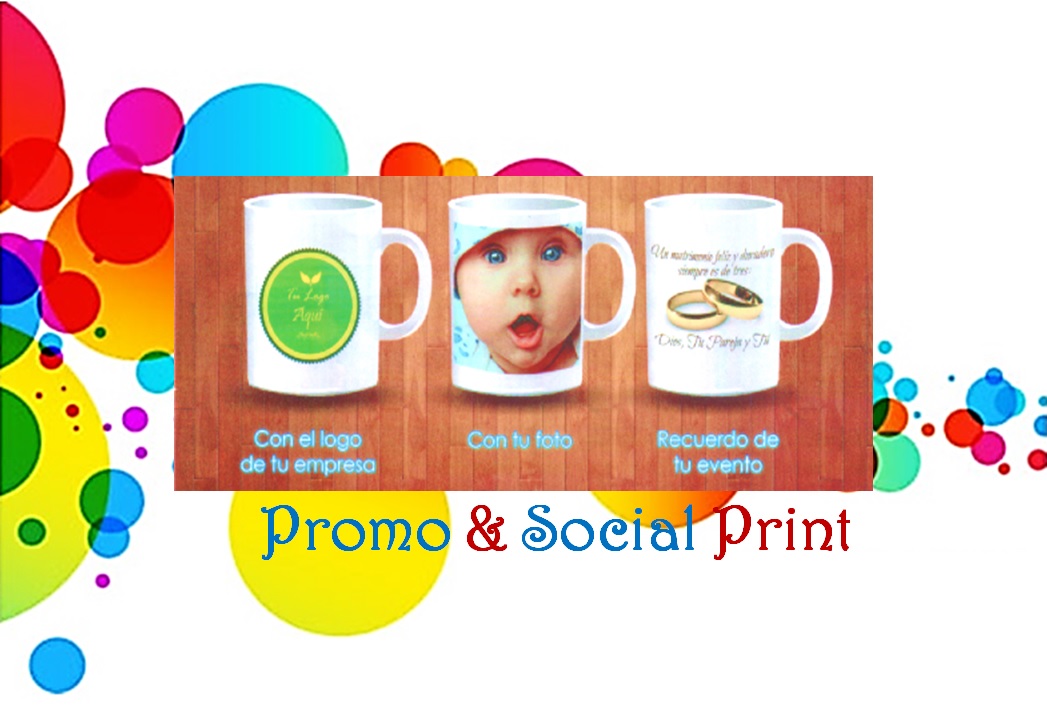 Tu Logo
Aquí
Un matrimonio feliz y duradero
siempre es de tres:
Dios, Tu Pareja y Tú
Con el logo
de tu empresa
Con tu foto
Recuerdo de
tu evento
Promo & Social Print